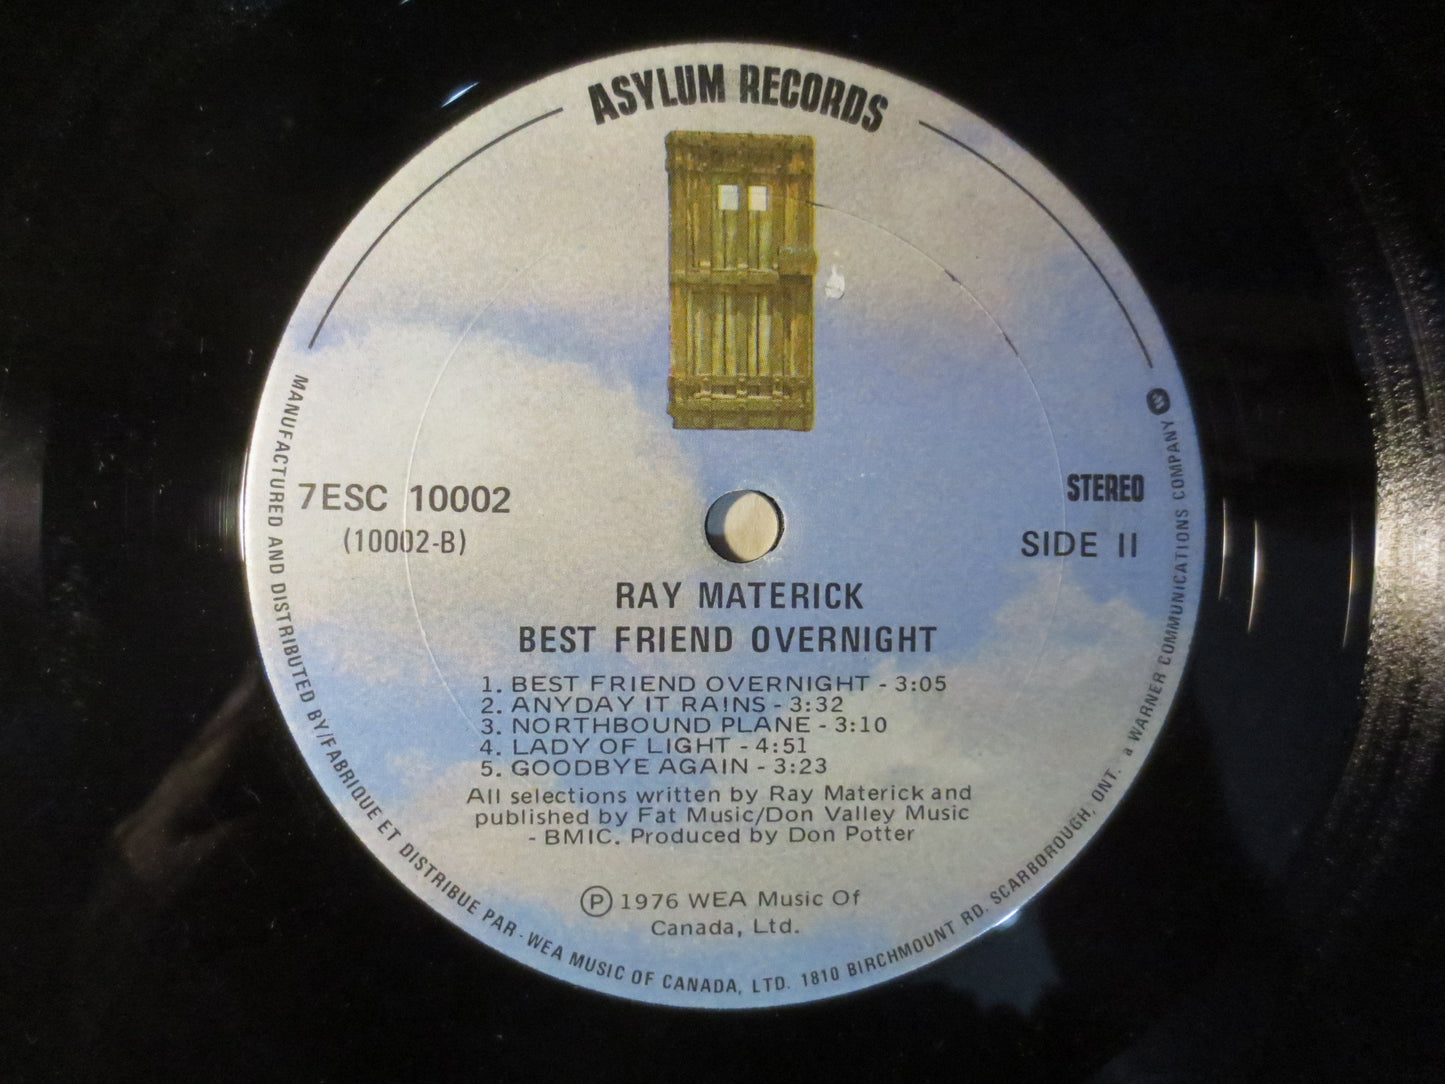 ASYLUM RECORDS
7ESC 10002
(10002-B)
STEREO
SIDE II
RAY MATERICK
BEST FRIEND OVERNIGHT
1. BEST FRIEND OVERNIGHT - 3:05
2. ANYDAY IT RAINS - 3:32
3. NORTHBOUND PLANE - 3:10
4. LADY OF LIGHT - 4:51
5. GOODBYE AGAIN - 3:23
All selections written by Ray Materick and
published by Fat Music/Don Valley Music
- BMIC. Produced by Don Potter
Ⓟ 1976 WEA Music Of
Canada, Ltd.
MANUFACTURED AND DISTRIBUTED BY/FABRIQUE ET DISTRIBUE PAR - WEA MUSIC OF CANADA, LTD. 1810 BIRCHMOUNT RD. SCARBOROUGH, ONT. a WARNER COMMUNICATIONS COMPANY